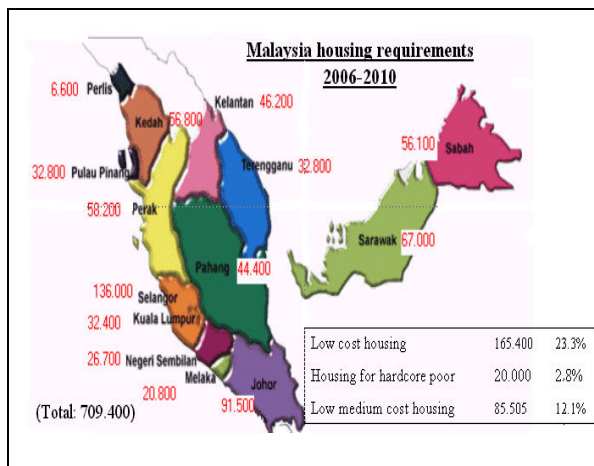 Malaysia housing requirements
2006-2010
6.600 Perlis
Kelantan 46.200
Kedah 56.800
56.100 Sabah
32.800 Pulau Pinang
Terengganu 32.800
Perak
58.200
Sarawak 67.000
Pahang 44.400
136.000
Selangor
32.400 Kuala Lumpur
26.700 Negeri Sembilan
Melaka
20.800
91.500 Johor
(Total: 709.400)
Low cost housing 165.400 23.3%
Housing for hardcore poor 20.000 2.8%
Low medium cost housing 85.505 12.1%